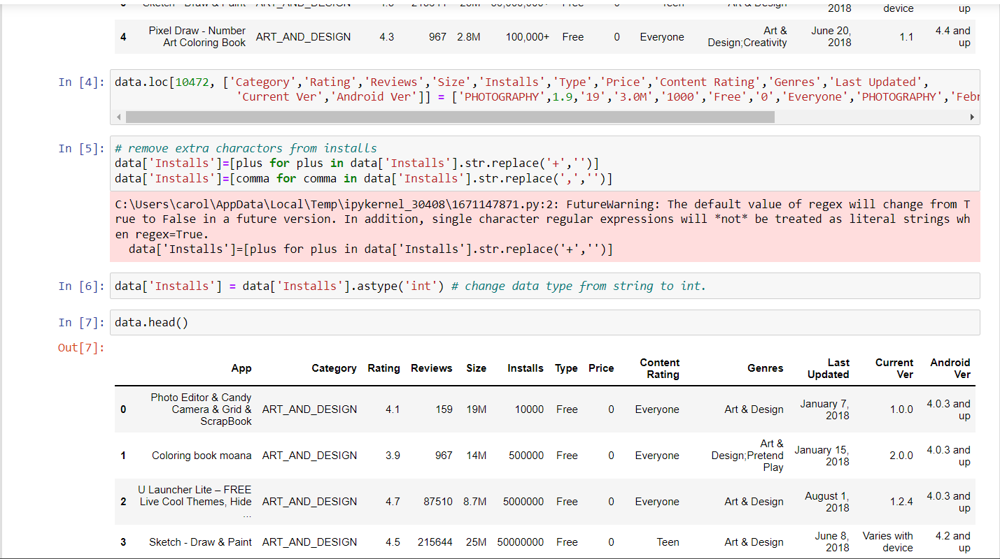 2018 device up
4 Pixel Draw - Number Art Coloring Book ART_AND_DESIGN 4.3 967 2.8M 100,000+ Free 0 Everyone Art & Design;Creativity June 20, 2018 1.1 4.4 and up
In [4]: data.loc[10472, ['Category','Rating','Reviews','Size','Installs','Type','Price','Content Rating','Genres','Last Updated',
'Current Ver','Android Ver']] = ['PHOTOGRAPHY',1.9,'19','3.0M','1000','Free','0','Everyone','PHOTOGRAPHY','Febr
In [5]: # remove extra charactors from installs
data['Installs']=[plus for plus in data['Installs'].str.replace('+','')]
data['Installs']=[comma for comma in data['Installs'].str.replace(',','')]
C:\Users\carol\AppData\Local\Temp\ipykernel_30408\1671147871.py:2: FutureWarning: The default value of regex will change from T
rue to False in a future version. In addition, single character regular expressions will *not* be treated as literal strings wh
en regex=True.
data['Installs']=[plus for plus in data['Installs'].str.replace('+','')]
In [6]: data['Installs'] = data['Installs'].astype('int') # change data type from string to int.
In [7]: data.head()
Out[7]:
App Category Rating Reviews Size Installs Type Price Content Rating Genres Last Updated Current Ver Android Ver
0 Photo Editor & Candy Camera & Grid & ScrapBook ART_AND_DESIGN 4.1 159 19M 10000 Free 0 Everyone Art & Design January 7, 2018 1.0.0 4.0.3 and up
1 Coloring book moana ART_AND_DESIGN 3.9 967 14M 500000 Free 0 Everyone Art & Design;Pretend Play January 15, 2018 2.0.0 4.0.3 and up
2 U Launcher Lite – FREE Live Cool Themes, Hide ... ART_AND_DESIGN 4.7 87510 8.7M 5000000 Free 0 Everyone Art & Design August 1, 2018 1.2.4 4.0.3 and up
3 Sketch - Draw & Paint ART_AND_DESIGN 4.5 215644 25M 50000000 Free 0 Teen Art & Design June 8, 2018 Varies with device 4.2 and up